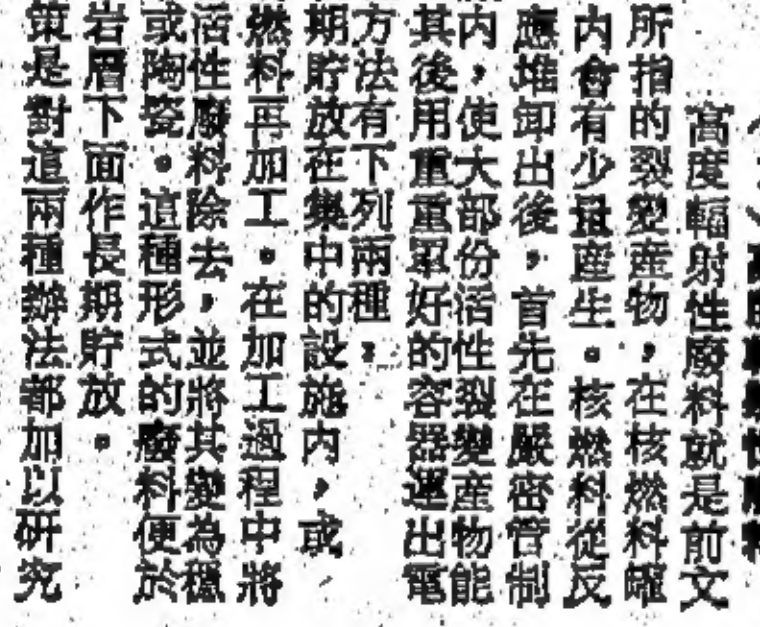 高度輻射性廢料就是前文
所指的裂變產物，在核燃料罐
內會有少量產生。核燃料從反
應堆卸出後，首先在嚴密管制
內，使大部份活性裂變產物能
其後用重重罩好的容器運出電
方法有下列兩種：
期貯放在集中的設施內，或
燃料再加工。在加工過程中將
活性廢料除去，並將其變為穩
或陶瓷。這種形式的廢料便於
岩層下面作長期貯放。
策是對這兩種辦法都加以研究